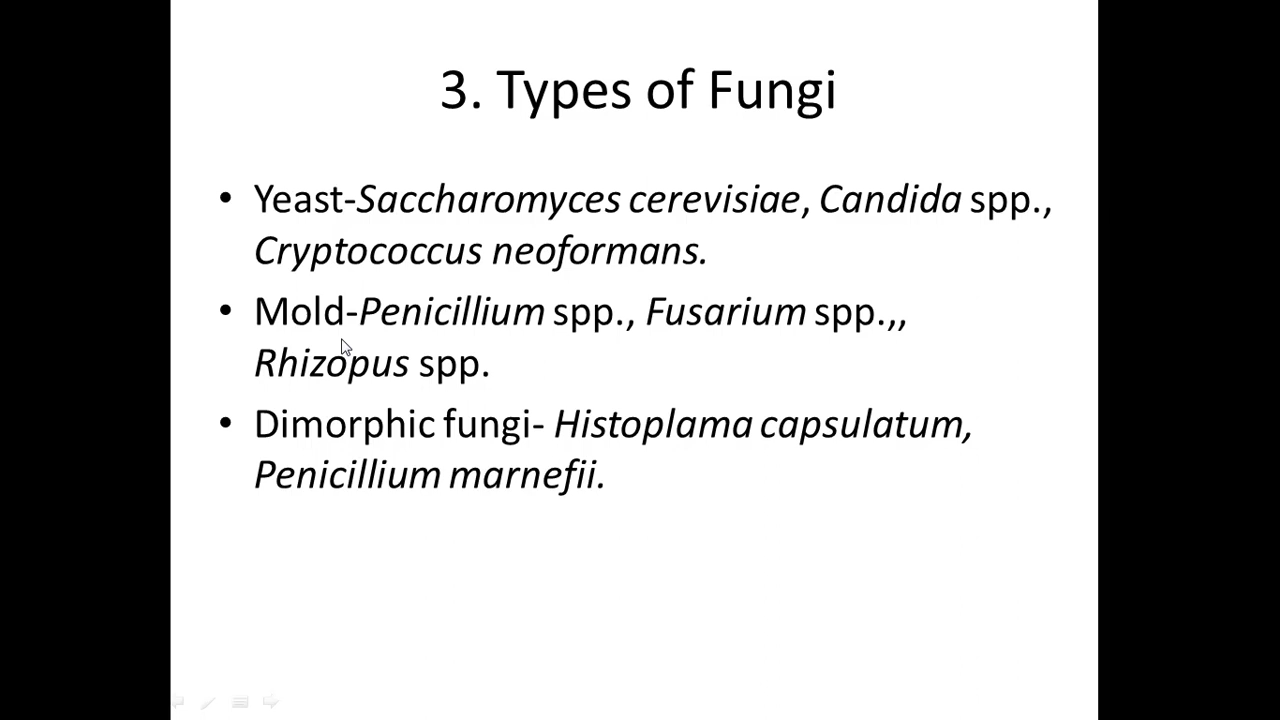 3. Types of Fungi
• Yeast-Saccharomyces cerevisiae, Candida spp.,
Cryptococcus neoformans.
• Mold-Penicillium spp., Fusarium spp.,,
Rhizopus spp.
• Dimorphic fungi- Histoplama capsulatum,
Penicillium marnefii.